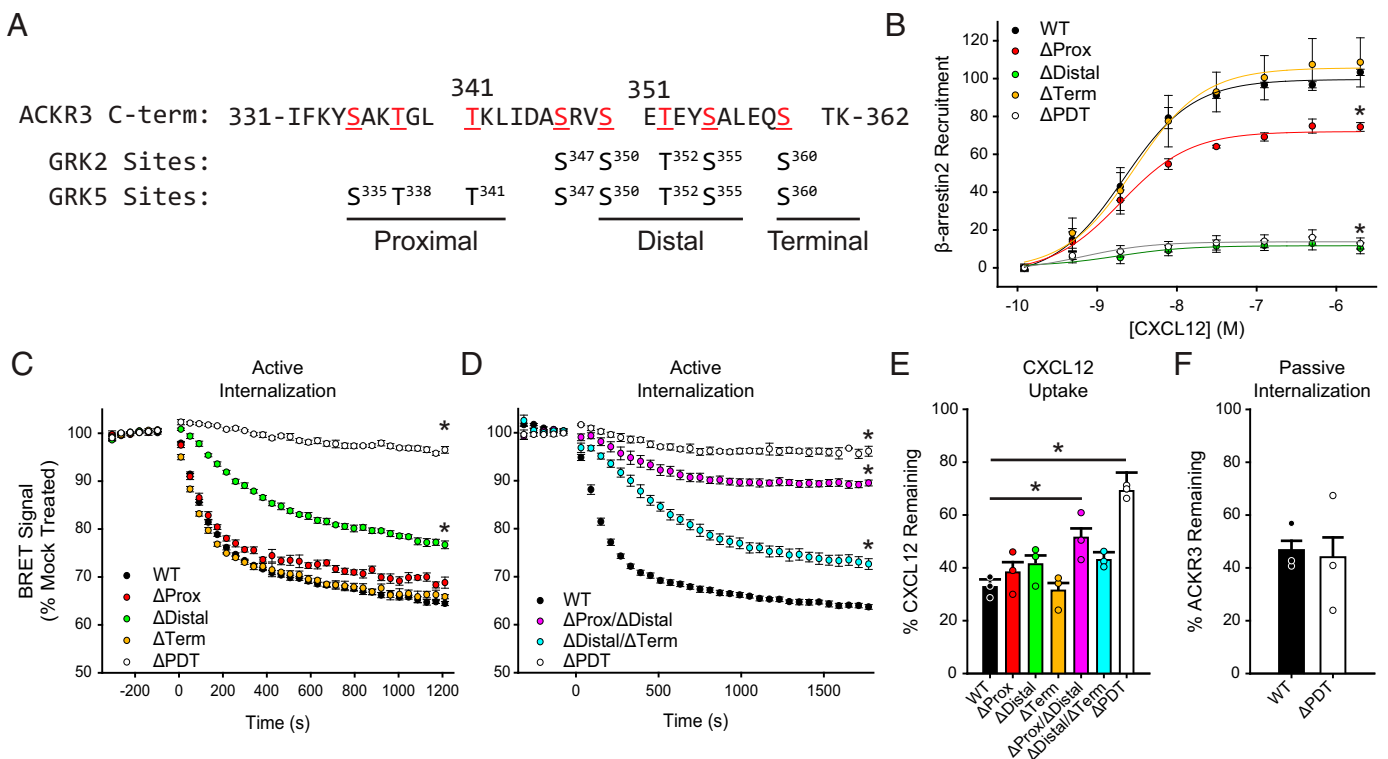 A
341 351
ACKR3 C-term: 331-IFKYSAKTGL TKLIDASRVS ETEYSALEQS TK-362
GRK2 Sites: S347 S350 T352 S355 S360
GRK5 Sites: S335 T338 T341 S347 S350 T352 S355 S360
Proximal Distal Terminal
B
WT
ΔProx
ΔDistal
ΔTerm
ΔPDT
β-arrestin2 Recruitment
120
100
80
60
40
20
0
*
*
-10 -9 -8 -7 -6
[CXCL12] (M)
C
Active
Internalization
BRET Signal
(% Mock Treated)
100
90
80
70
60
50
*
*
WT
ΔProx
ΔDistal
ΔTerm
ΔPDT
-200 0 200 400 600 800 1000 1200
Time (s)
D
Active
Internalization
100
90
80
70
60
50
*
*
*
WT
ΔProx/ΔDistal
ΔDistal/ΔTerm
ΔPDT
0 500 1000 1500
Time (s)
E
CXCL12
Uptake
% CXCL12 Remaining
100
80
60
40
20
0
*
*
WT
ΔProx
ΔDistal
ΔTerm
ΔProx/ΔDistal
ΔDistal/ΔTerm
ΔPDT
F
Passive
Internalization
% ACKR3 Remaining
100
80
60
40
20
0
WT
ΔPDT